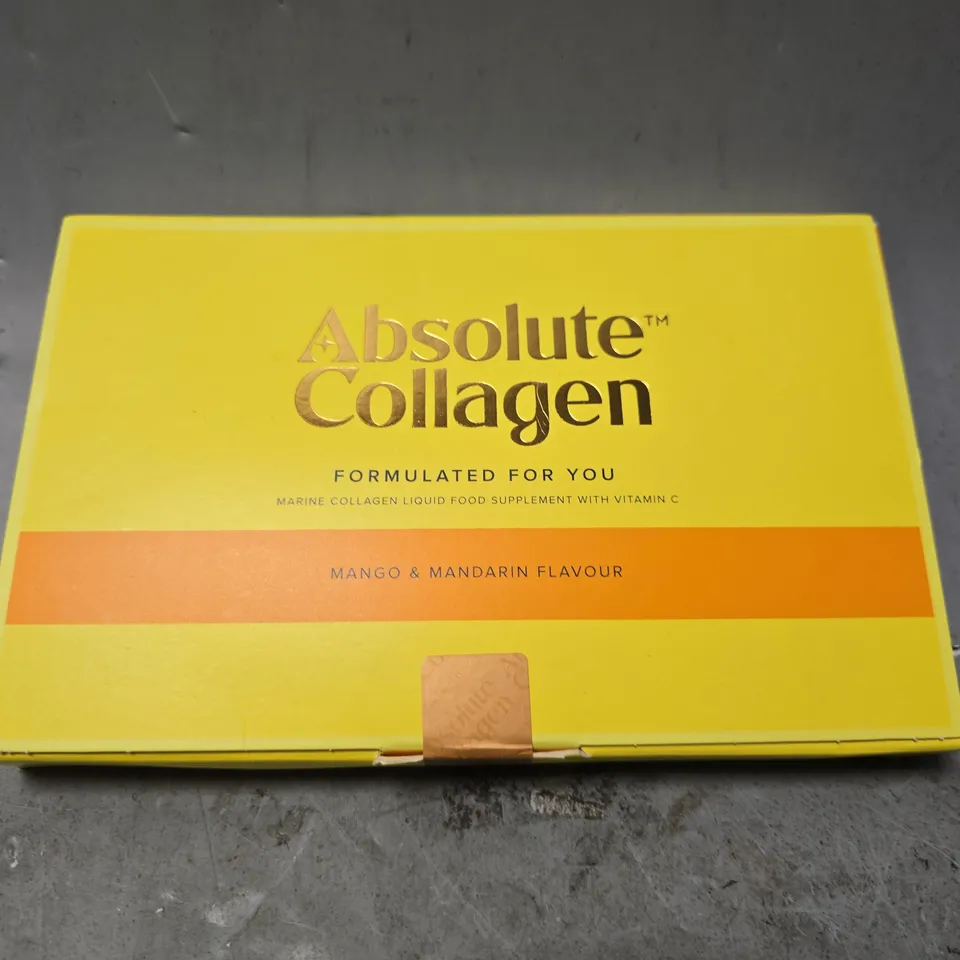 Absolute™
Collagen
FORMULATED FOR YOU
MARINE COLLAGEN LIQUID FOOD SUPPLEMENT WITH VITAMIN C
MANGO & MANDARIN FLAVOUR